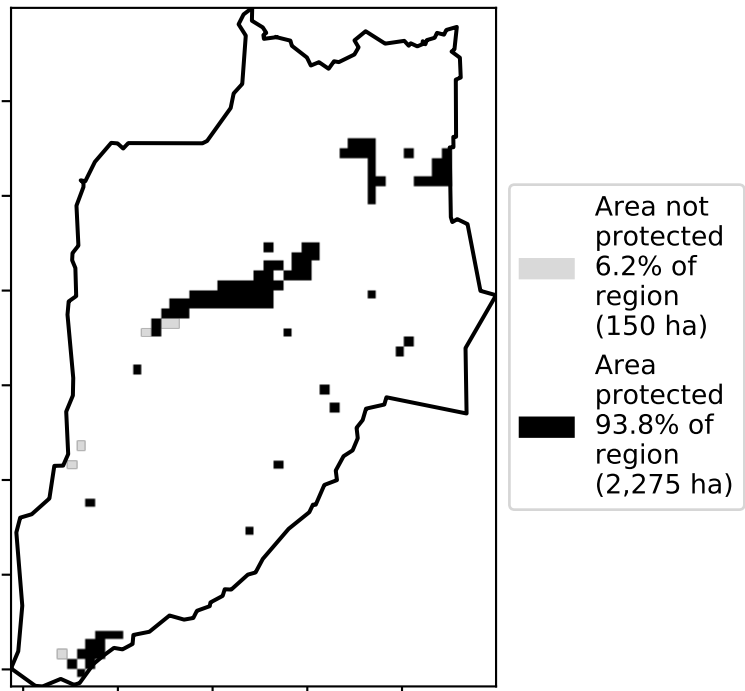 Area not
protected
6.2% of
region
(150 ha)
Area
protected
93.8% of
region
(2,275 ha)